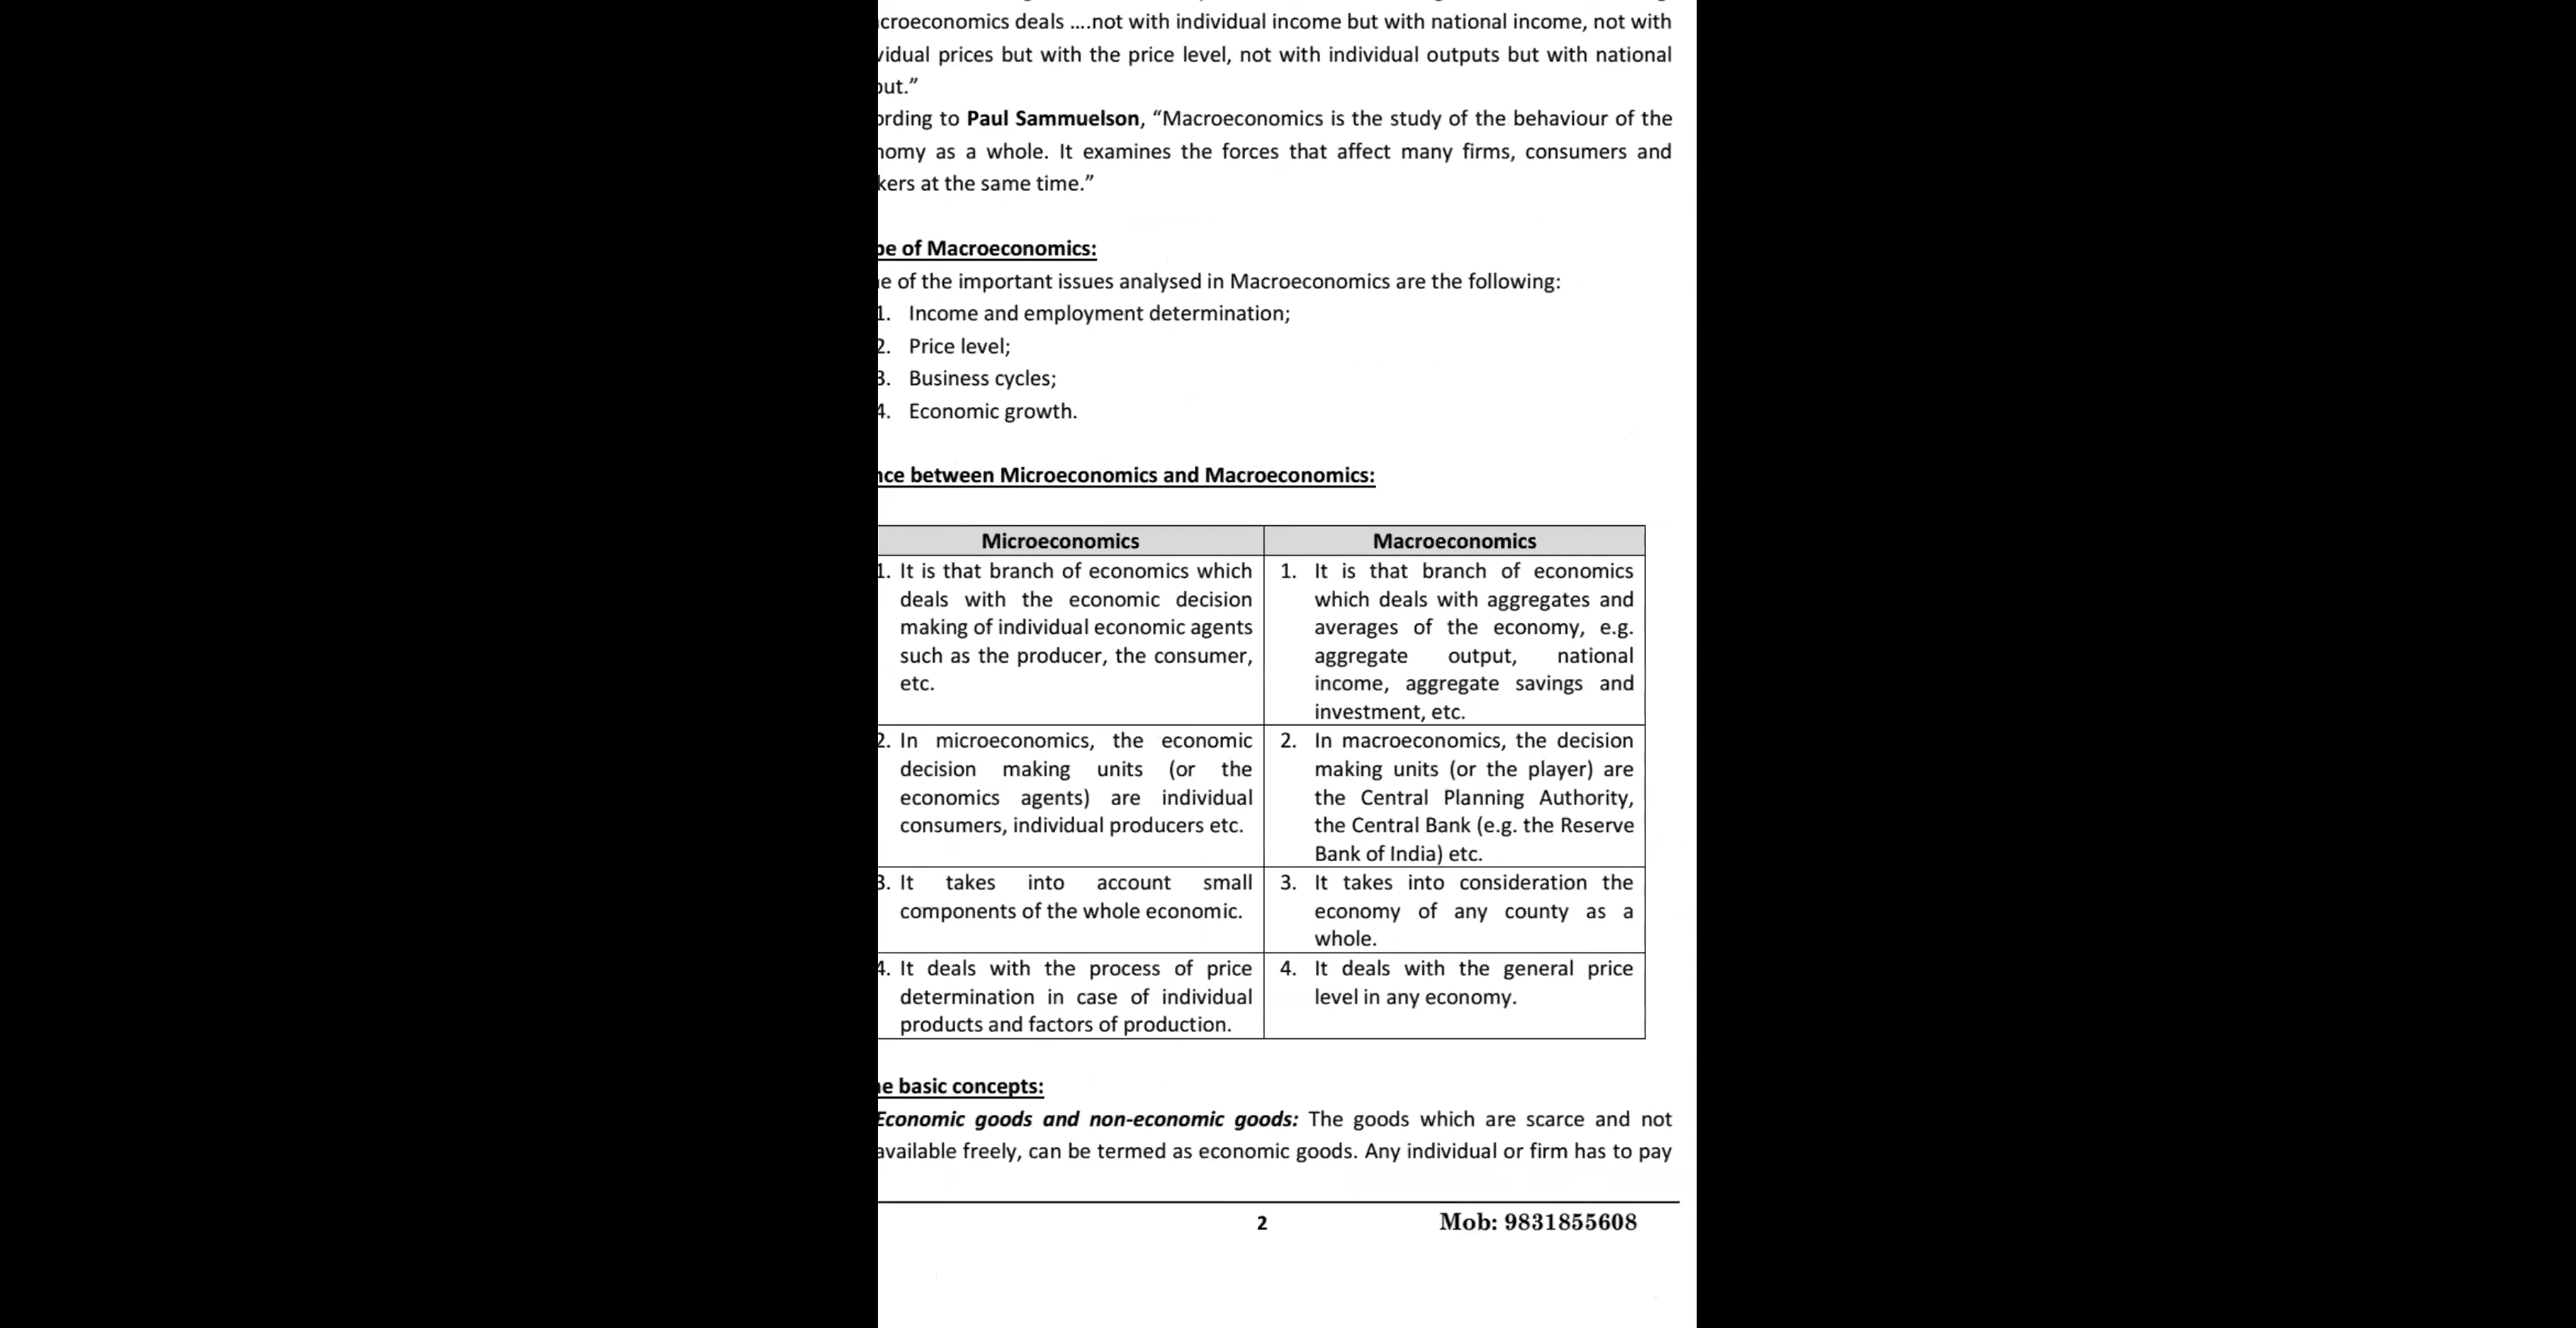 croeconomics deals ....not with individual income but with national income, not with
vidual prices but with the price level, not with individual outputs but with national
out.”
ording to Paul Sammuelson, “Macroeconomics is the study of the behaviour of the
nomy as a whole. It examines the forces that affect many firms, consumers and
kers at the same time.”
pe of Macroeconomics:
e of the important issues analysed in Macroeconomics are the following:
1. Income and employment determination;
2. Price level;
3. Business cycles;
4. Economic growth.
nce between Microeconomics and Macroeconomics:
Microeconomics
Macroeconomics
1. It is that branch of economics which
deals with the economic decision
making of individual economic agents
such as the producer, the consumer,
etc.
1. It is that branch of economics
which deals with aggregates and
averages of the economy, e.g.
aggregate output, national
income, aggregate savings and
investment, etc.
2. In microeconomics, the economic
decision making units (or the
economics agents) are individual
consumers, individual producers etc.
2. In macroeconomics, the decision
making units (or the player) are
the Central Planning Authority,
the Central Bank (e.g. the Reserve
Bank of India) etc.
3. It takes into account small
components of the whole economic.
3. It takes into consideration the
economy of any county as a
whole.
4. It deals with the process of price
determination in case of individual
products and factors of production.
4. It deals with the general price
level in any economy.
e basic concepts:
Economic goods and non-economic goods: The goods which are scarce and not
available freely, can be termed as economic goods. Any individual or firm has to pay
2
Mob: 9831855608